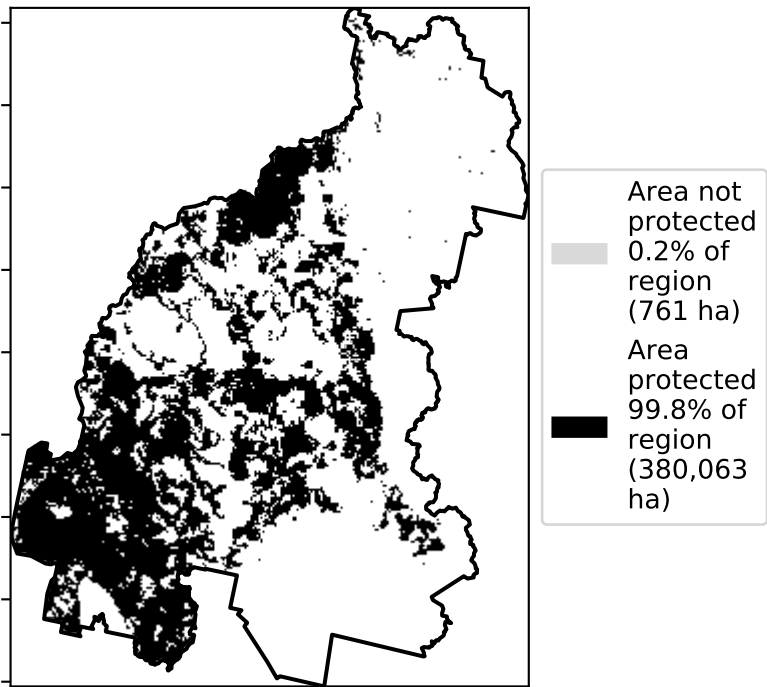 Area not
protected
0.2% of
region
(761 ha)
Area
protected
99.8% of
region
(380,063
ha)